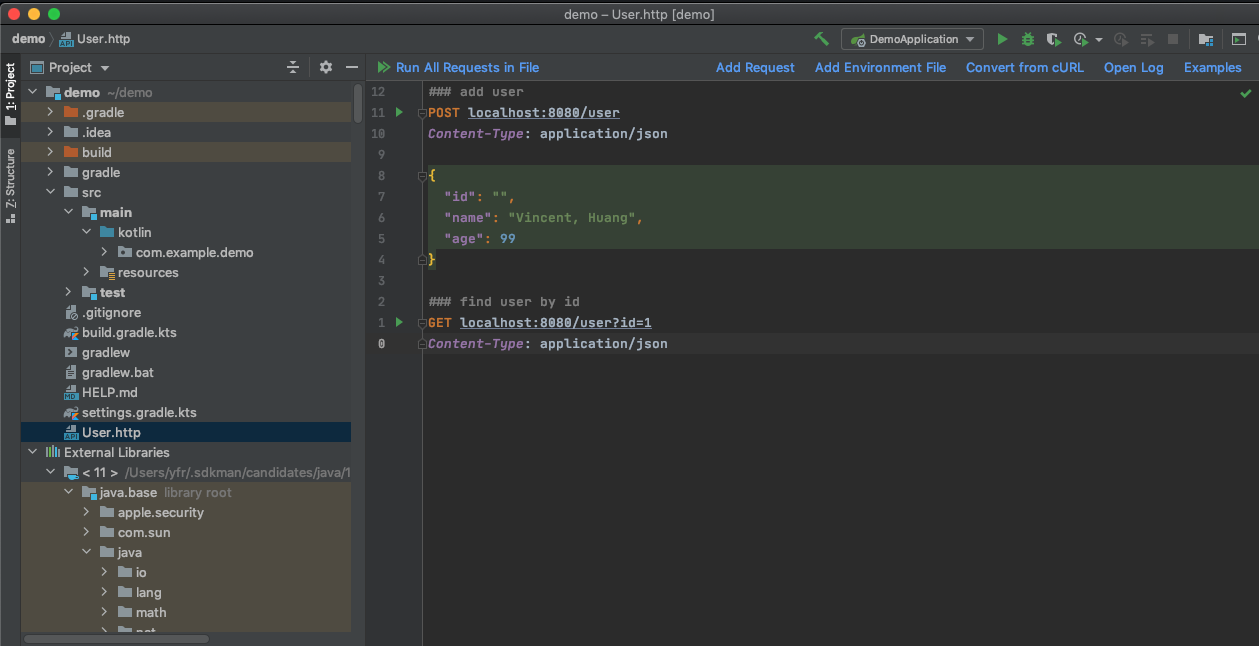 demo – User.http [demo]
demo User.http
DemoApplication
1: Project
Z: Structure
Project
demo ~/demo
.gradle
.idea
build
gradle
src
main
kotlin
com.example.demo
resources
test
.gitignore
build.gradle.kts
gradlew
gradlew.bat
HELP.md
settings.gradle.kts
User.http
External Libraries
< 11 > /Users/yfr/.sdkman/candidates/java/1
java.base library root
apple.security
com.sun
java
io
lang
math
Run All Requests in File Add Request Add Environment File Convert from cURL Open Log Examples
12 ### add user
11 POST localhost:8080/user
10 Content-Type: application/json
9
8 {
7 "id": "",
6 "name": "Vincent, Huang",
5 "age": 99
4 }
3
2 ### find user by id
1 GET localhost:8080/user?id=1
0 Content-Type: application/json